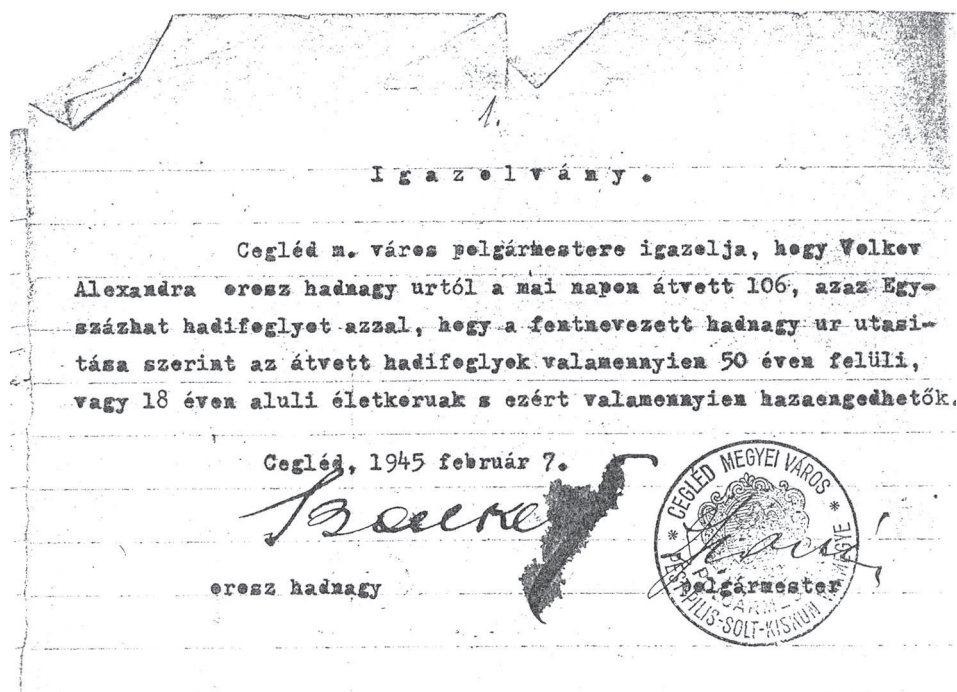 1.
Igazolvány.
Cegléd m. város polgármestere igazolja, hogy Volkov
Alexandra orosz hadnagy urtól a mai napon átvett 106, azaz Egy-
százhat hadifoglyot azzal, hogy a fentnevezett hadnagy ur utasi-
tása szerint az átvett hadifoglyok valamennyien 50 éven felüli,
vagy 18 éven aluli életkoruak s ezért valamennyien hazaengedhetők.
Cegléd, 1945 február 7.
* CEGLÉD MEGYEI VÁROS *
orosz hadnagy
polgármester
PEST-PILIS-SOLT-KISKUN